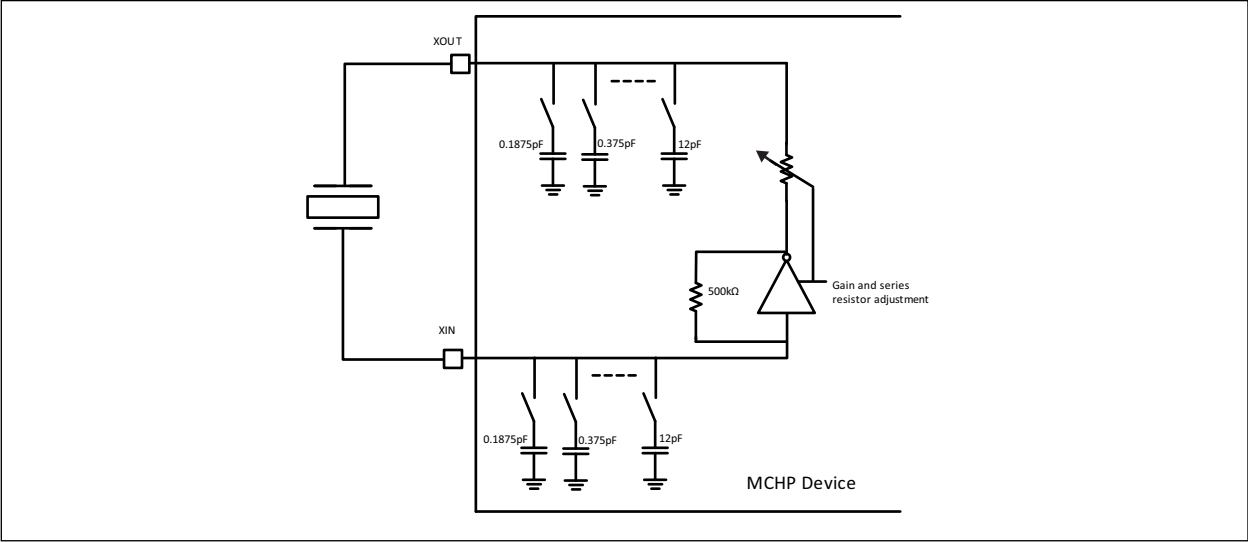 XOUT
0.1875pF
0.375pF
12pF
500kΩ
Gain and series
resistor adjustment
XIN
0.1875pF
0.375pF
12pF
MCHP Device